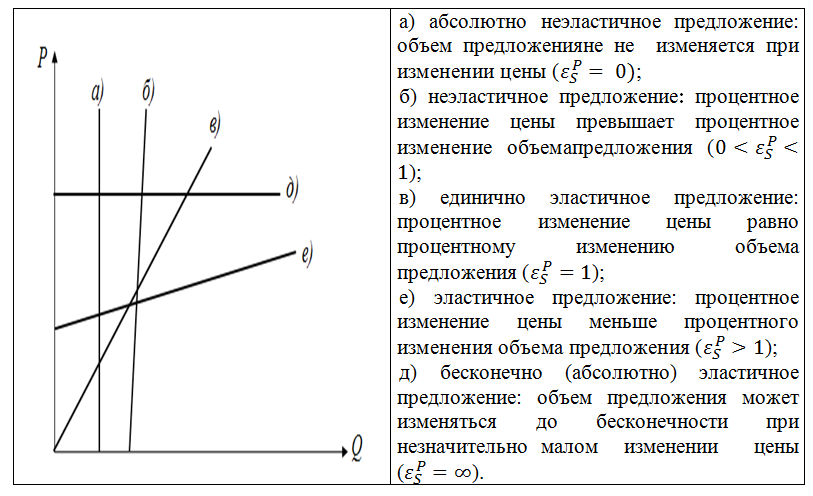 P
а)
б)
в)
д)
е)
Q
а) абсолютно неэластичное предложение:
объем предложенияне не изменяется при
изменении цены (ε_S^P = 0);
б) неэластичное предложение: процентное
изменение цены превышает процентное
изменение объемапредложения (0 < ε_S^P <
1);
в) единично эластичное предложение:
процентное изменение цены равно
процентному изменению объема
предложения (ε_S^P = 1);
е) эластичное предложение: процентное
изменение цены меньше процентного
изменения объема предложения (ε_S^P > 1);
д) бесконечно (абсолютно) эластичное
предложение: объем предложения может
изменяться до бесконечности при
незначительно малом изменении цены
(ε_S^P = ∞).